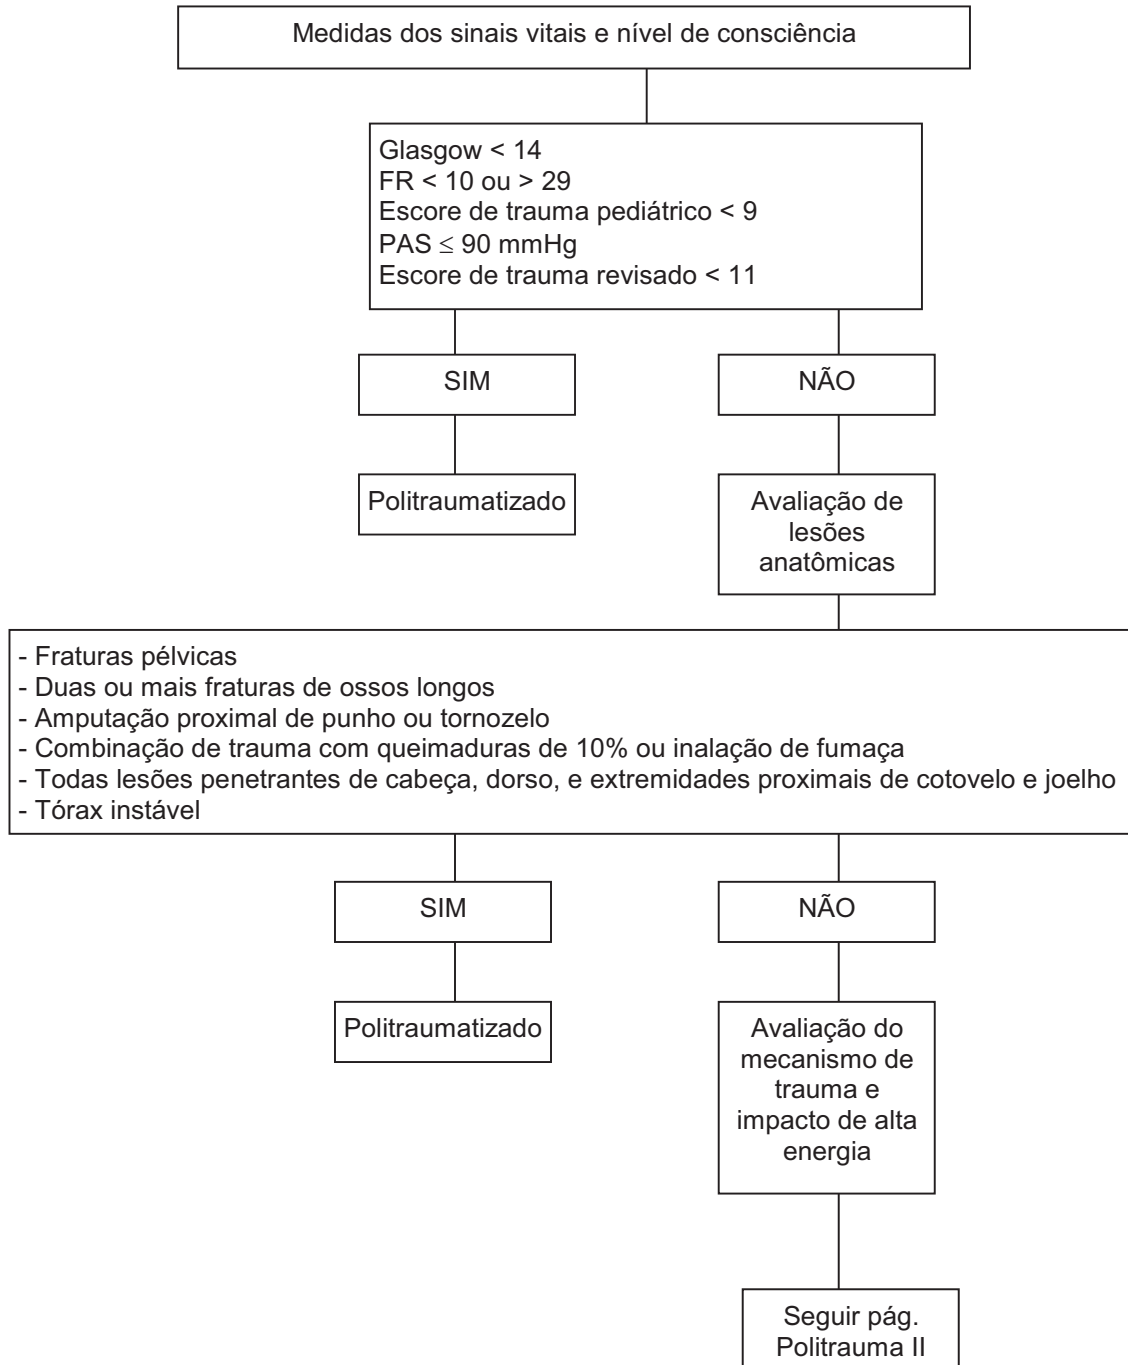 Medidas dos sinais vitais e nível de consciência
Glasgow < 14
FR < 10 ou > 29
Escore de trauma pediátrico < 9
PAS ≤ 90 mmHg
Escore de trauma revisado < 11
SIM
NÃO
Politraumatizado
Avaliação de
lesões
anatômicas
- Fraturas pélvicas
- Duas ou mais fraturas de ossos longos
- Amputação proximal de punho ou tornozelo
- Combinação de trauma com queimaduras de 10% ou inalação de fumaça
- Todas lesões penetrantes de cabeça, dorso, e extremidades proximais de cotovelo e joelho
- Tórax instável
SIM
NÃO
Politraumatizado
Avaliação do
mecanismo de
trauma e
impacto de alta
energia
Seguir pág.
Politrauma II